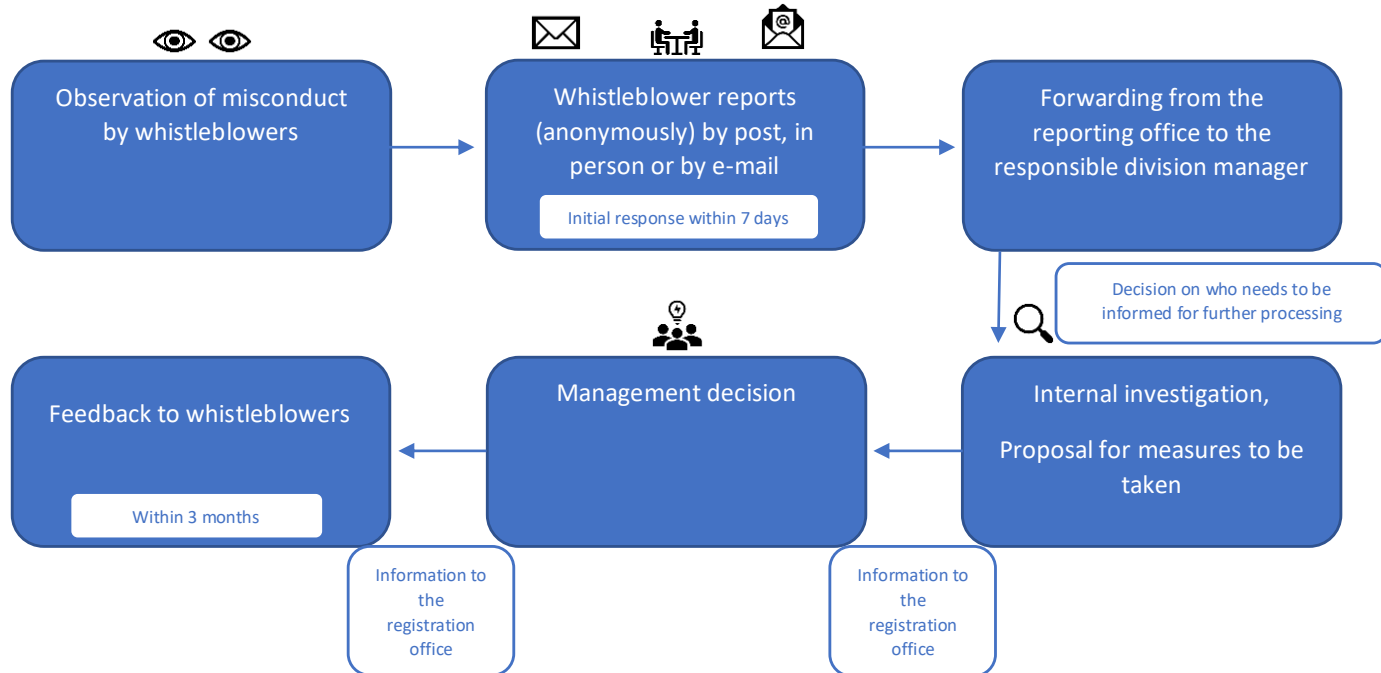 Observation of misconduct
by whistleblowers
Whistleblower reports
(anonymously) by post, in
person or by e-mail
Initial response within 7 days
Forwarding from the
reporting office to the
responsible division manager
Decision on who needs to be
informed for further processing
Internal investigation,
Proposal for measures to be
taken
Management decision
Feedback to whistleblowers
Within 3 months
Information to
the
registration
office
Information to
the
registration
office